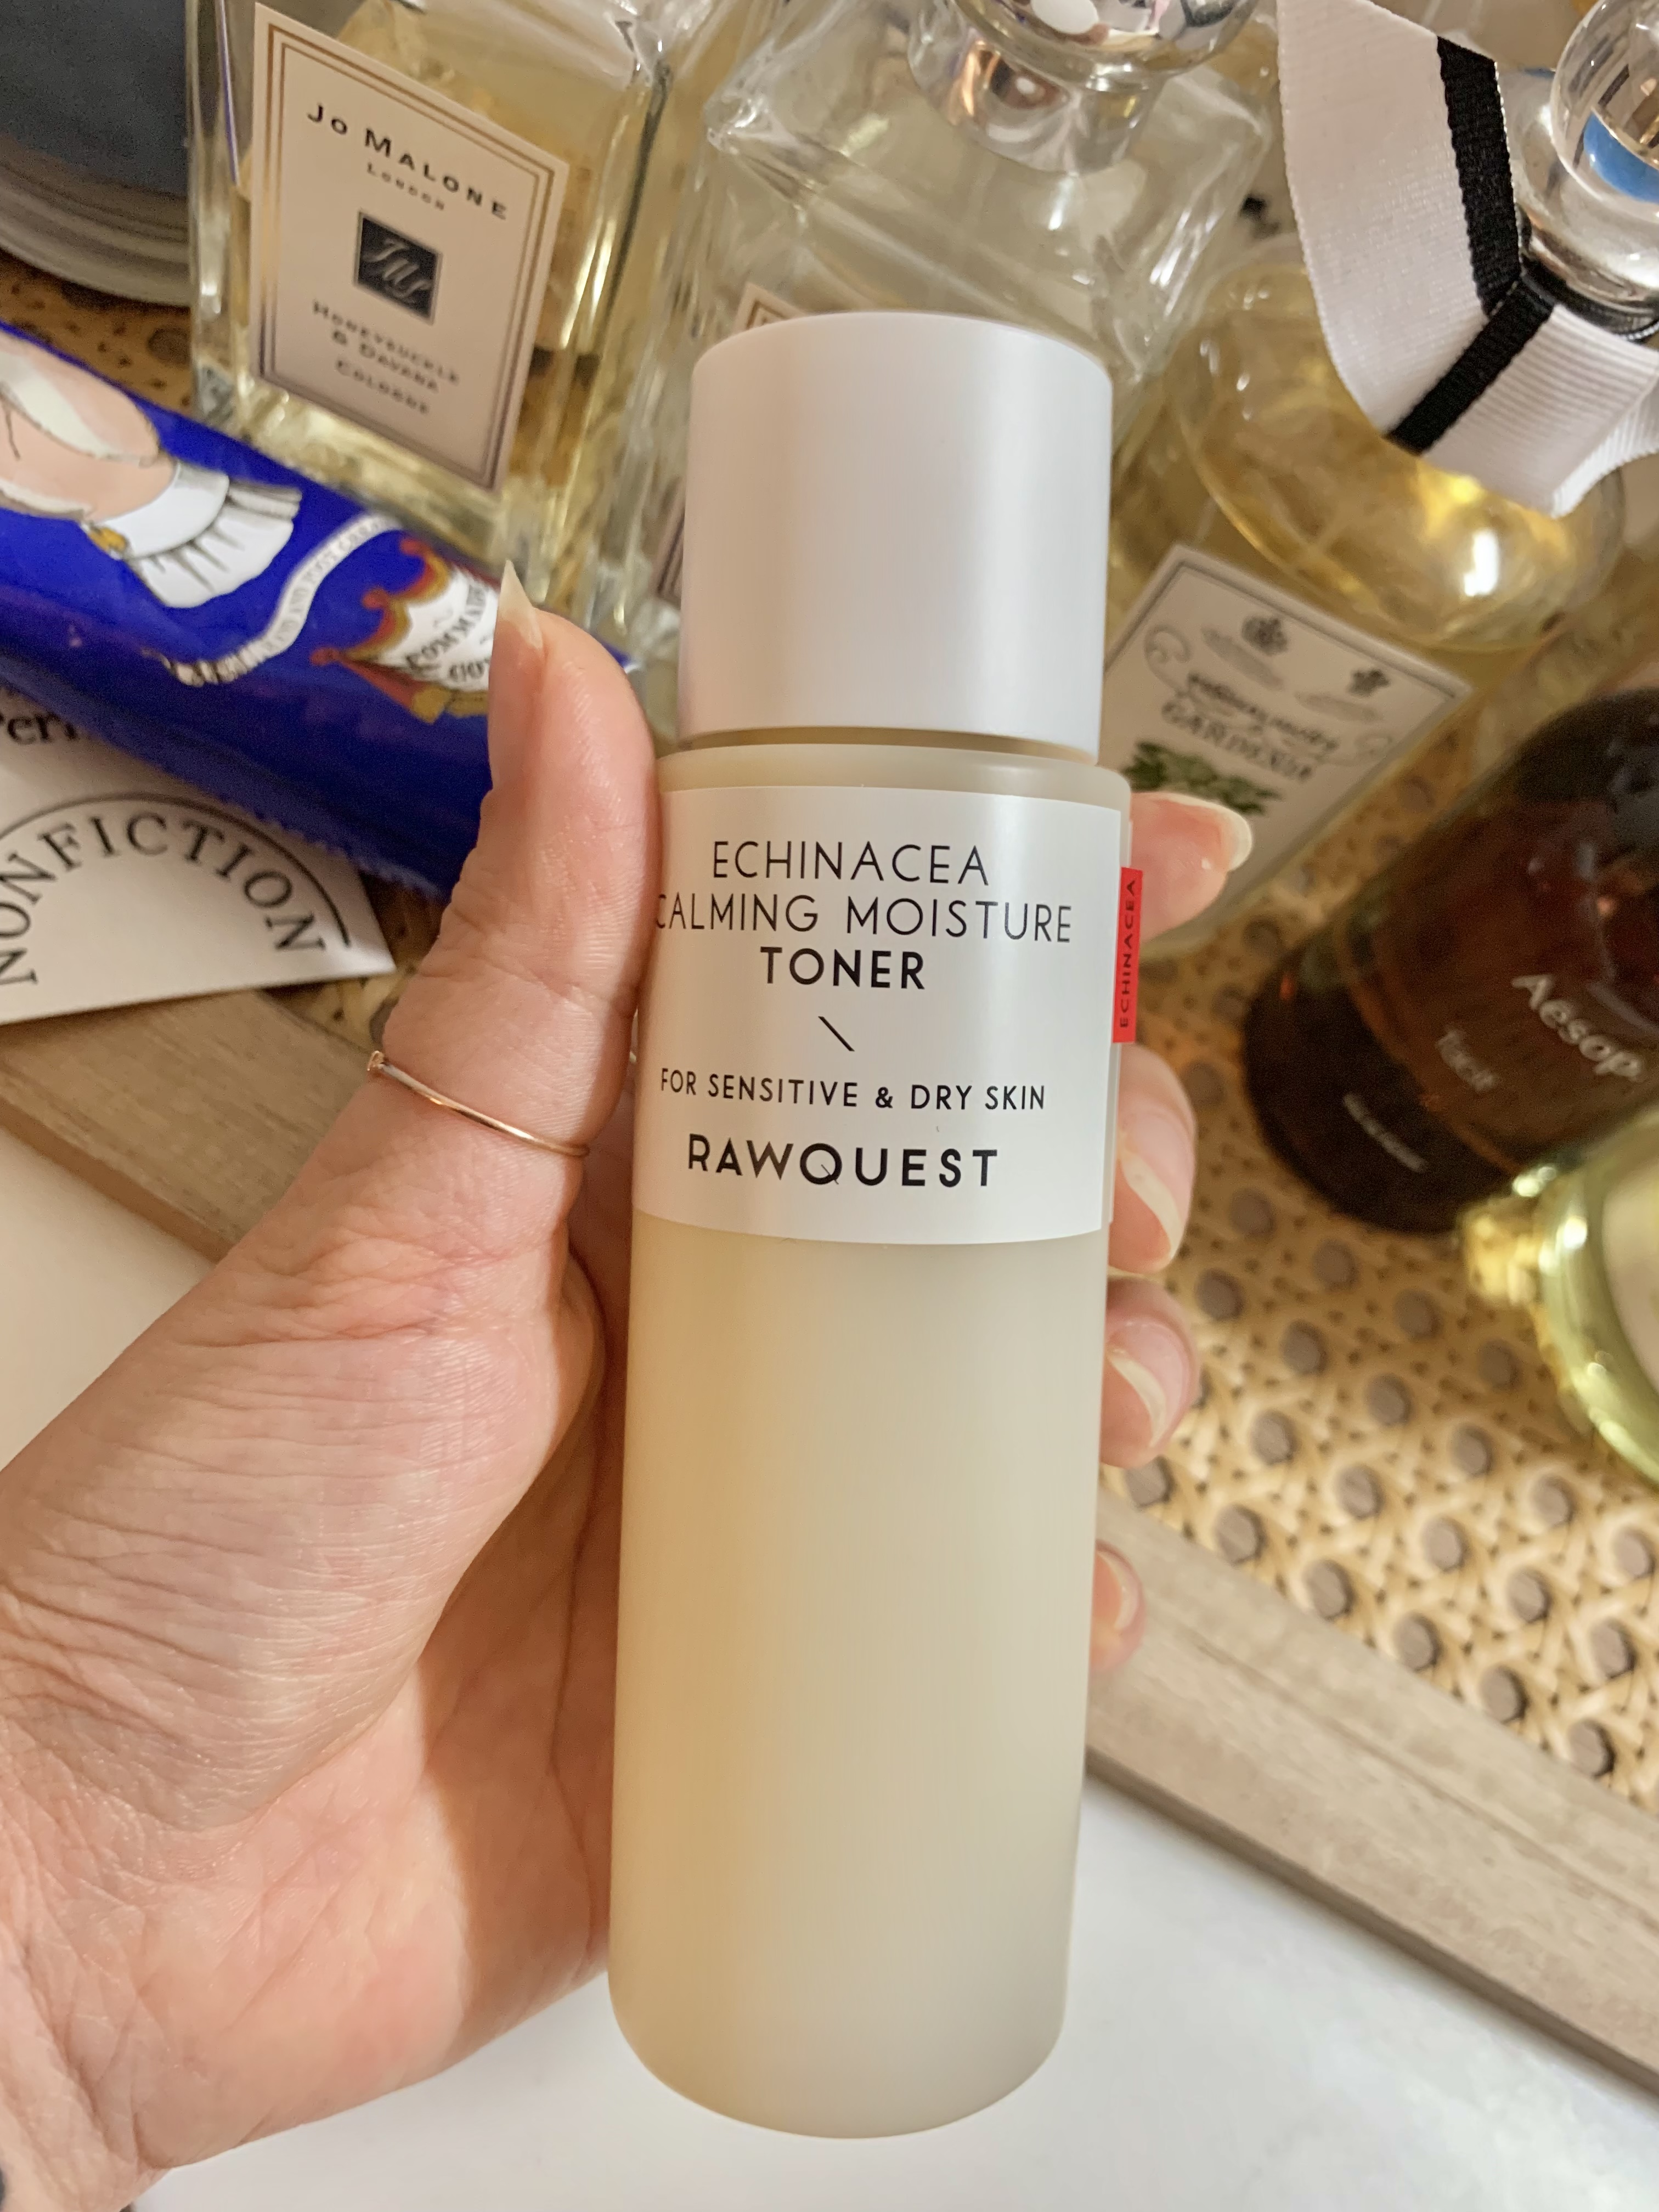 Jo MALONE
London
HONEYSUCKLE
& DAVANA
COLOGNE
NONFICTION
GARDENIA
ECHINACEA
CALMING MOISTURE
TONER
\
FOR SENSITIVE & DRY SKIN
RAWQUEST
ECHINACEA
Aesop
Tacit